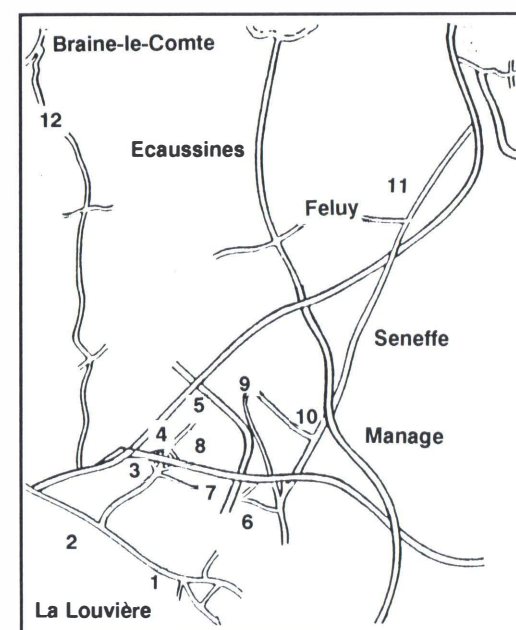 Braine-le-Comte
12
Ecaussines
11
Feluy
Seneffe
9
5
10
4
Manage
8
3
7
6
2
1
La Louvière